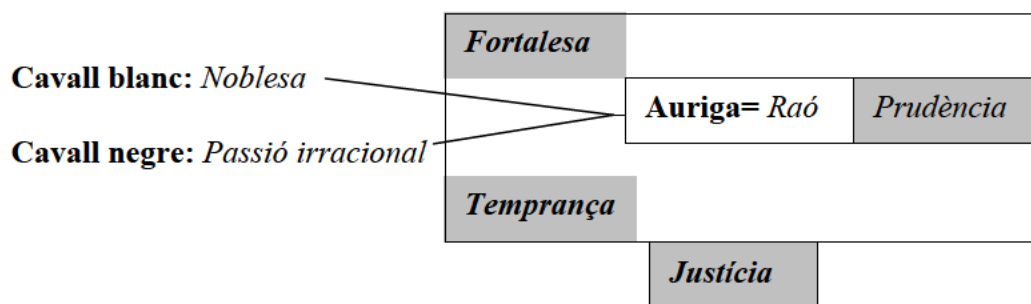 Fortalesa
Cavall blanc: Noblesa
Auriga= Raó
Prudència
Cavall negre: Passió irracional
Temprança
Justícia